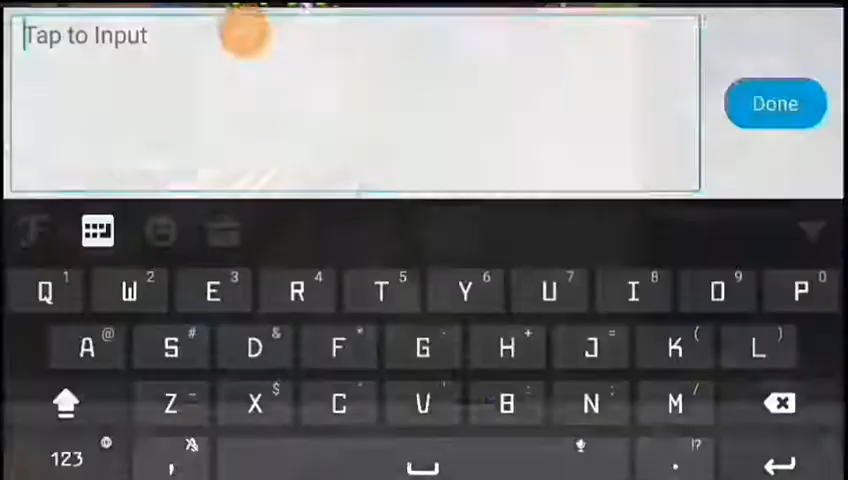 Tap to Input
Done
Q 1 W 2 E 3 R 4 T 5 Y 6 U 7 I 8 O 9 P 0
A @ S # D & F * G - H + J = K ( L )
Z X $ C V ' B : N ; M /
123 , . !?